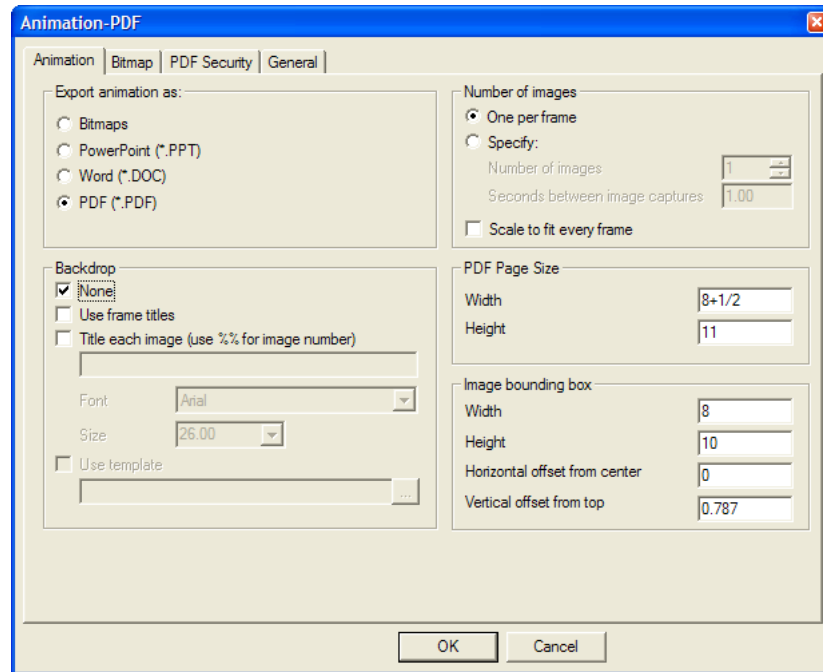 Animation-PDF
Animation Bitmap PDF Security General
Export animation as:
Bitmaps
PowerPoint (*.PPT)
Word (*.DOC)
PDF (*.PDF)
Number of images
One per frame
Specify:
Number of images 1
Seconds between image captures 1.00
Scale to fit every frame
Backdrop
None
Use frame titles
Title each image (use %% for image number)
Font Arial
Size 26.00
Use template
...
PDF Page Size
Width 8+1/2
Height 11
Image bounding box
Width 8
Height 10
Horizontal offset from center 0
Vertical offset from top 0.787
OK Cancel